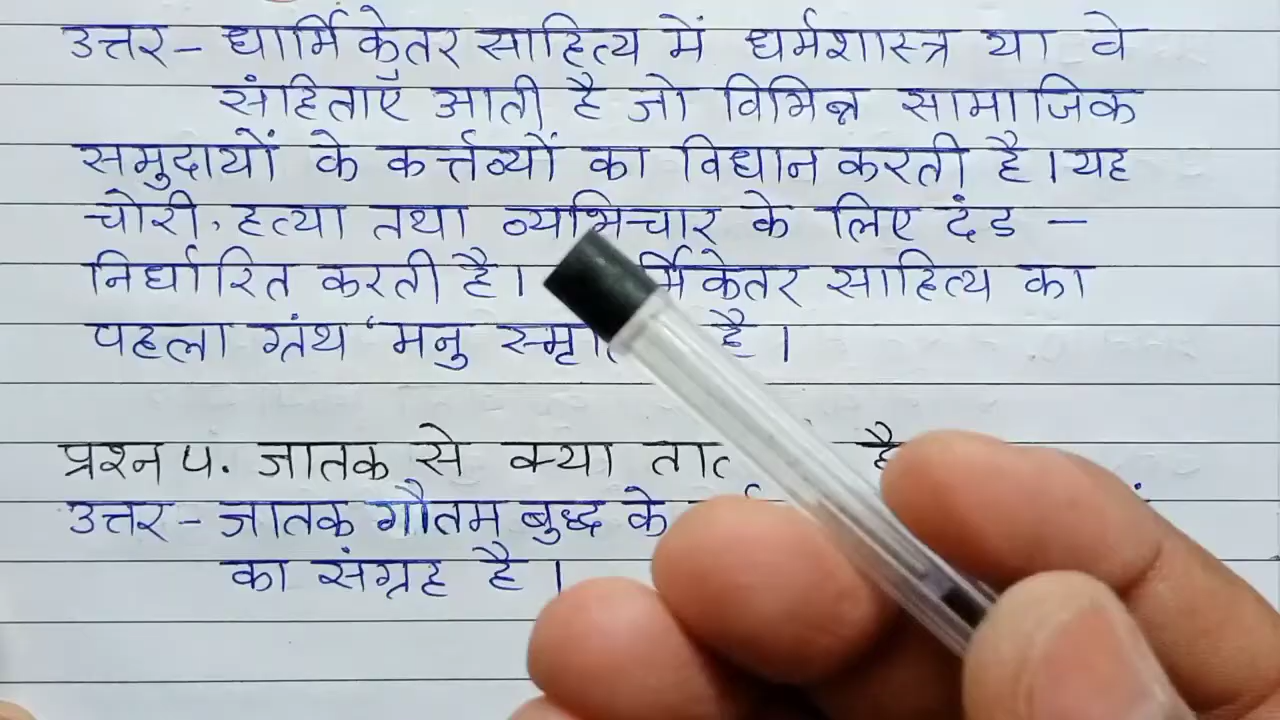 उत्तर - धार्मिकेतर साहित्य में धर्मशास्त्र या वे
संहिताएँ आती है जो विभिन्न सामाजिक
समुदायों के कर्त्तव्यों का विधान करती है। यह
चोरी, हत्या तथा व्यभिचार के लिए दंड -
निर्धारित करती है। साहित्य का
पहला ग्रंथ 'मनु है।
प्रश्न 4. जातक से क्या है
उत्तर - जातक गौतम बुद्ध के
का संग्रह है।